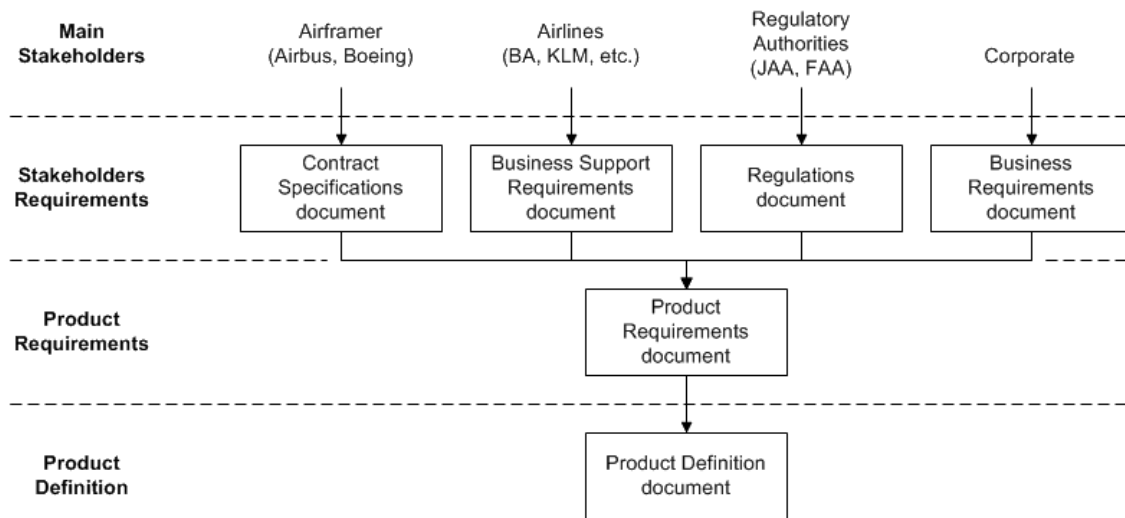 Main
Stakeholders
Airframer
(Airbus, Boeing)
Airlines
(BA, KLM, etc.)
Regulatory
Authorities
(JAA, FAA)
Corporate
Stakeholders
Requirements
Contract
Specifications
document
Business Support
Requirements
document
Regulations
document
Business
Requirements
document
Product
Requirements
Product
Requirements
document
Product
Definition
Product Definition
document